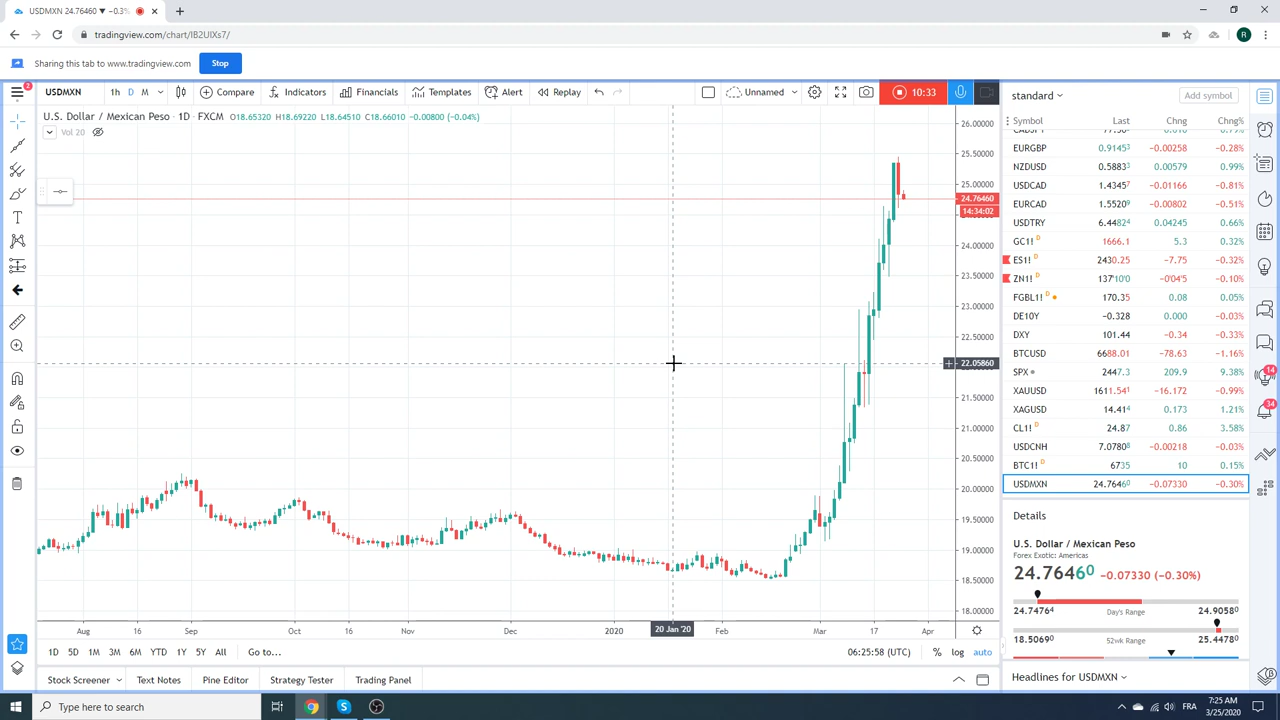 USDMXN 24.76460 ▼ −0.3%
tradingview.com/chart/IB2UIXs7/
R
Sharing this tab to www.tradingview.com
Stop
2
USDMXN
1h D M
Compare
Indicators
Financials
Templates
Alert
Replay
Unnamed
10:33
U.S. Dollar / Mexican Peso · 1D · FXCM O18.65320 H18.69220 L18.64510 C18.66010 −0.00800 (−0.04%)
Vol 20
26.00000
25.50000
25.00000
24.76460
14:34:02
24.00000
23.50000
23.00000
22.50000
22.05860
21.50000
21.00000
20.50000
20.00000
19.50000
19.00000
18.50000
18.00000
Aug 16 Sep Oct 16 Nov Dec 2020 20 Jan '20 Feb Mar 17 Apr
1D 5D 1M 3M 6M YTD 1Y 5Y All Go to...
06:25:58 (UTC) % log auto
Stock Screener Text Notes Pine Editor Strategy Tester Trading Panel
standard
Add symbol
Symbol Last Chng Chng%
EURGBP 0.9145³ −0.00258 −0.28%
NZDUSD 0.5883³ 0.00579 0.99%
USDCAD 1.4345⁷ −0.01166 −0.81%
EURCAD 1.5520⁹ −0.00802 −0.51%
USDTRY 6.4482⁴ 0.04245 0.66%
GC1! D 1666.1 5.3 0.32%
ES1! D 2430.25 −7.75 −0.32%
ZN1! D 137'10'0 −0'04'5 −0.10%
FGBL1! D 170.35 0.08 0.05%
DE10Y −0.328 0.000 −0.03%
DXY 101.44 −0.34 −0.33%
BTCUSD 6688.01 −78.63 −1.16%
SPX 2447.3 209.9 9.38%
XAUUSD 1611.54¹ −16.172 −0.99%
XAGUSD 14.41⁴ 0.173 1.21%
CL1! D 24.87 0.86 3.58%
USDCNH 7.0780⁸ −0.00218 −0.03%
BTC1! D 6735 10 0.15%
USDMXN 24.7646⁰ −0.07330 −0.30%
Details
U.S. Dollar / Mexican Peso
Forex Exotic: Americas
24.7646⁰ −0.07330 (−0.30%)
24.7476⁴ Day's Range 24.9058⁰
18.5069⁰ 52wk Range 25.4478⁰
Headlines for USDMXN
14
34
Type here to search
FRA
7:25 AM
3/25/2020